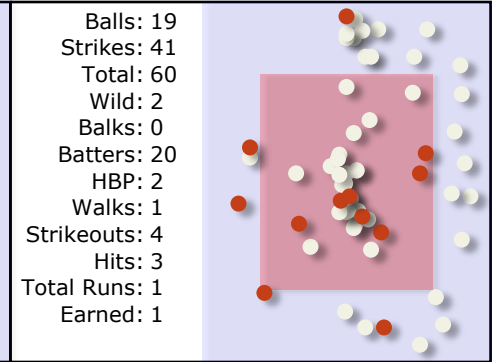 Balls: 19
Strikes: 41
Total: 60
Wild: 2
Balks: 0
Batters: 20
HBP: 2
Walks: 1
Strikeouts: 4
Hits: 3
Total Runs: 1
Earned: 1